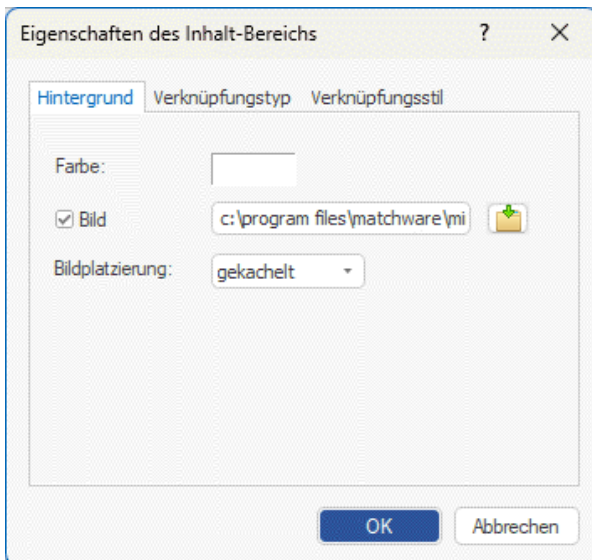 Eigenschaften des Inhalt-Bereichs ?
Hintergrund Verknüpfungstyp Verknüpfungsstil
Farbe:
Bild c:\program files\matchware\mi
Bildplatzierung: gekachelt
OK Abbrechen